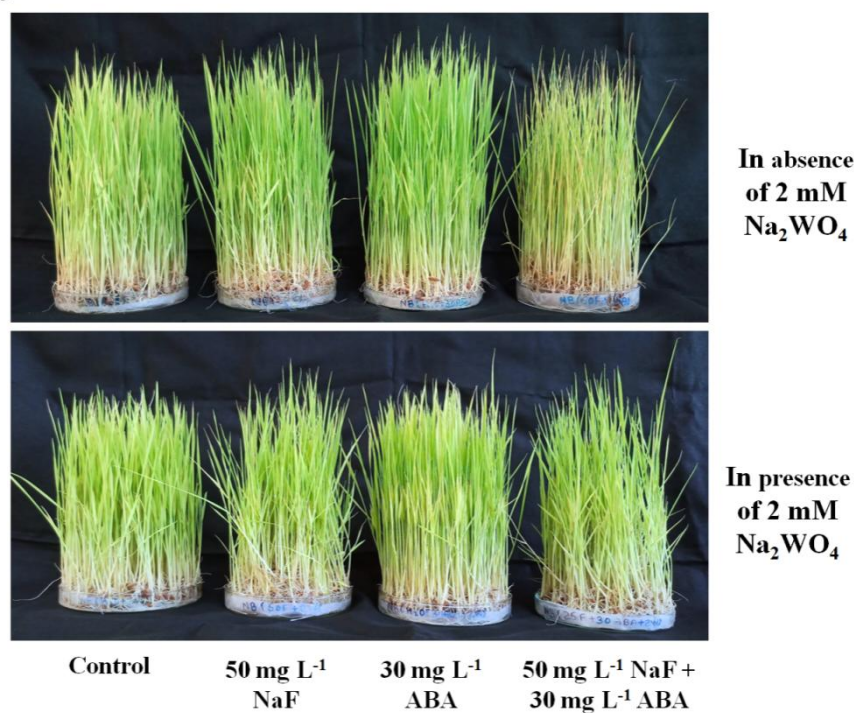 In absence
of 2 mM
Na₂WO₄
In presence
of 2 mM
Na₂WO₄
Control
50 mg L⁻¹
NaF
30 mg L⁻¹
ABA
50 mg L⁻¹ NaF +
30 mg L⁻¹ ABA